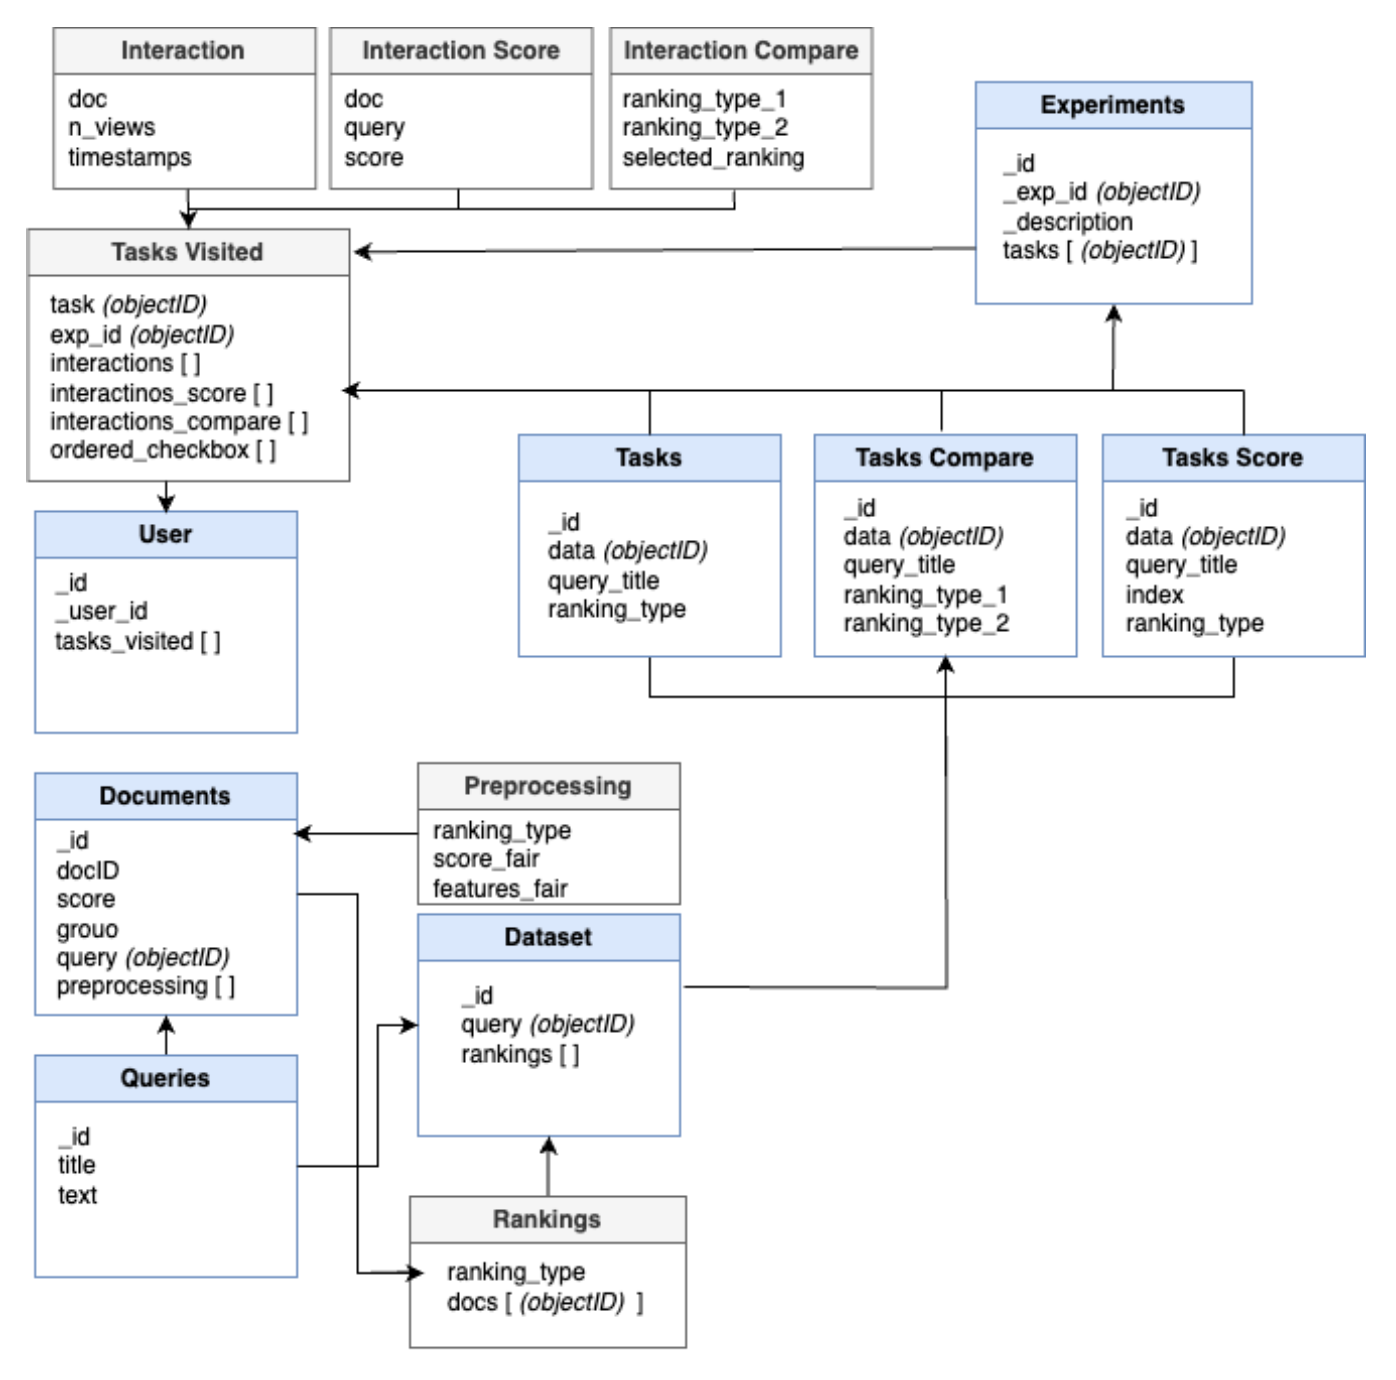 Interaction
doc
n_views
timestamps
Interaction Score
doc
query
score
Interaction Compare
ranking_type_1
ranking_type_2
selected_ranking
Experiments
_id
_exp_id (objectID)
_description
tasks [ (objectID) ]
Tasks Visited
task (objectID)
exp_id (objectID)
interactions [ ]
interactinos_score [ ]
interactions_compare [ ]
ordered_checkbox [ ]
Tasks
_id
data (objectID)
query_title
ranking_type
Tasks Compare
_id
data (objectID)
query_title
ranking_type_1
ranking_type_2
Tasks Score
_id
data (objectID)
query_title
index
ranking_type
User
_id
_user_id
tasks_visited [ ]
Documents
_id
docID
score
grouo
query (objectID)
preprocessing [ ]
Preprocessing
ranking_type
score_fair
features_fair
Dataset
_id
query (objectID)
rankings [ ]
Queries
_id
title
text
Rankings
ranking_type
docs [ (objectID) ]